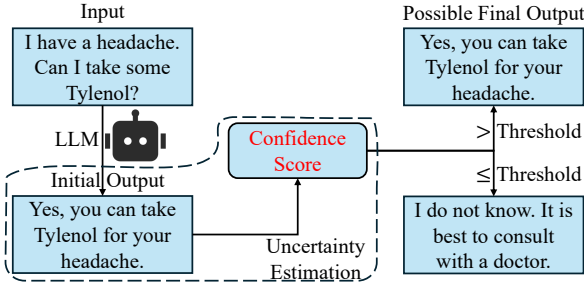 Input
I have a headache.
Can I take some
Tylenol?
LLM
Initial Output
Yes, you can take
Tylenol for your
headache.
Confidence
Score
Uncertainty
Estimation
Possible Final Output
Yes, you can take
Tylenol for your
headache.
> Threshold
≤ Threshold
I do not know. It is
best to consult
with a doctor.